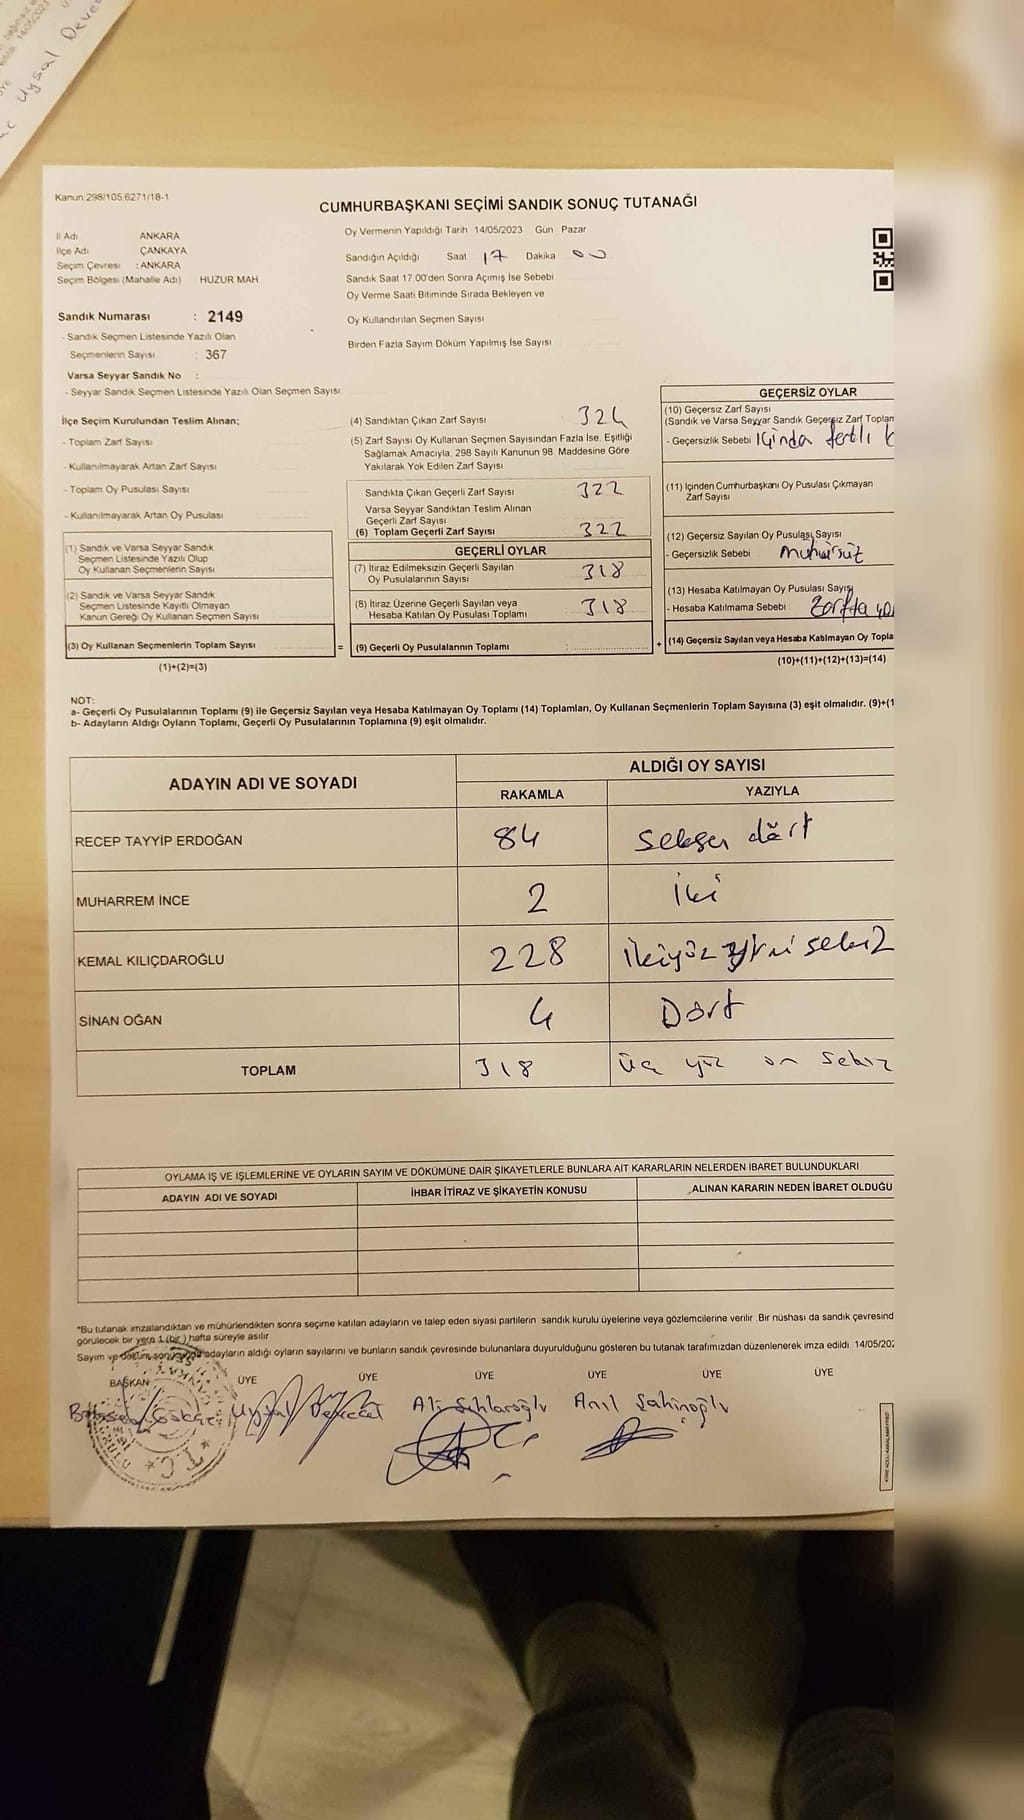 Uysal Deve
14/05/2023
Kanun 298/105 6271/18-1
CUMHURBAŞKANI SEÇİMİ SANDIK SONUÇ TUTANAĞI
İl Adı ANKARA
İlçe Adı ÇANKAYA
Seçim Çevresi : ANKARA
Seçim Bölgesi (Mahalle Adı) HUZUR MAH
Oy Vermenin Yapıldığı Tarih 14/05/2023 Gün Pazar
Sandığın Açıldığı Saat 17 Dakika 00
Sandık Saat 17.00'den Sonra Açımış İse Sebebi
Oy Verme Saati Bitiminde Sırada Bekleyen ve
Oy Kullandırılan Seçmen Sayısı
Birden Fazla Sayım Döküm Yapılmış İse Sayısı
Sandık Numarası : 2149
- Sandık Seçmen Listesinde Yazılı Olan
Seçmenlerin Sayısı : 367
Varsa Seyyar Sandık No :
- Seyyar Sandık Seçmen Listesinde Yazılı Olan Seçmen Sayısı
İlçe Seçim Kurulundan Teslim Alınan;
- Toplam Zarf Sayısı
- Kullanılmayarak Artan Zarf Sayısı
- Toplam Oy Pusulası Sayısı
- Kullanılmayarak Artan Oy Pusulası
(1) Sandık ve Varsa Seyyar Sandık
Seçmen Listesinde Yazılı Olup
Oy Kullanan Seçmenlerin Sayısı
(2) Sandık ve Varsa Seyyar Sandık
Seçmen Listesinde Kayıtlı Olmayan
Kanun Gereği Oy Kullanan Seçmen Sayısı
(3) Oy Kullanan Seçmenlerin Toplam Sayısı
(1)+(2)=(3)
=
(4) Sandıktan Çıkan Zarf Sayısı 324
(5) Zarf Sayısı Oy Kullanan Seçmen Sayısından Fazla İse, Eşitliği
Sağlamak Amacıyla, 298 Sayılı Kanunun 98. Maddesine Göre
Yakılarak Yok Edilen Zarf Sayısı
Sandıkta Çıkan Geçerli Zarf Sayısı 322
Varsa Seyyar Sandıktan Teslim Alınan
Geçerli Zarf Sayısı
(6) Toplam Geçerli Zarf Sayısı 322
GEÇERLİ OYLAR
(7) İtiraz Edilmeksizin Geçerli Sayılan
Oy Pusulalarının Sayısı 318
(8) İtiraz Üzerine Geçerli Sayılan veya
Hesaba Katılan Oy Pusulası Toplamı 318
(9) Geçerli Oy Pusulalarının Toplamı :
+
GEÇERSİZ OYLAR
(10) Geçersiz Zarf Sayısı
(Sandık ve Varsa Seyyar Sandık Geçersiz Zarf Toplan
- Geçersizlik Sebebi
(11) İçinden Cumhurbaşkanı Oy Pusulası Çıkmayan
Zarf Sayısı
(12) Geçersiz Sayılan Oy Pusulası Sayısı
- Geçersizlik Sebebi Mühürsüz
(13) Hesaba Katılmayan Oy Pusulası Sayısı
- Hesaba Katılmama Sebebi Zarfta
(14) Geçersiz Sayılan veya Hesaba Katılmayan Oy Topla
(10)+(11)+(12)+(13)=(14)
NOT:
a- Geçerli Oy Pusulalarının Toplamı (9) ile Geçersiz Sayılan veya Hesaba Katılmayan Oy Toplamı (14) Toplamları, Oy Kullanan Seçmenlerin Toplam Sayısına (3) eşit olmalıdır. (9)+(1
b- Adayların Aldığı Oyların Toplamı, Geçerli Oy Pusulalarının Toplamına (9) eşit olmalıdır.
ADAYIN ADI VE SOYADI
ALDIĞI OY SAYISI
RAKAMLA YAZIYLA
RECEP TAYYİP ERDOĞAN 84 Seksen dört
MUHARREM İNCE 2 İki
KEMAL KILIÇDAROĞLU 228 İkiyüz yirmi sekiz
SİNAN OĞAN 4 Dört
TOPLAM 318 Üç yüz on sekiz
OYLAMA İŞ VE İŞLEMLERİNE VE OYLARIN SAYIM VE DÖKÜMÜNE DAİR ŞİKAYETLERLE BUNLARA AİT KARARLARIN NELERDEN İBARET BULUNDUKLARI
ADAYIN ADI VE SOYADI İHBAR İTİRAZ VE ŞİKAYETİN KONUSU ALINAN KARARIN NEDEN İBARET OLDUĞU
*Bu tutanak imzalandıktan ve mühürlendikten sonra seçime katılan adayların ve talep eden siyasi partilerin sandık kurulu üyelerine veya gözlemcilerine verilir. Bir nüshası da sandık çevresind
görülecek bir yere 1 (bir) hafta süreyle asılır
Sayım ve döküm sonucunda adayların aldığı oyların sayılarını ve bunların sandık çevresinde bulunanlara duyurulduğunu gösteren bu tutanak tarafımızdan düzenlenerek imza edildi. 14/05/202
BAŞKAN ÜYE ÜYE ÜYE ÜYE ÜYE ÜYE
Anıl Şahinoğlu
T.C.